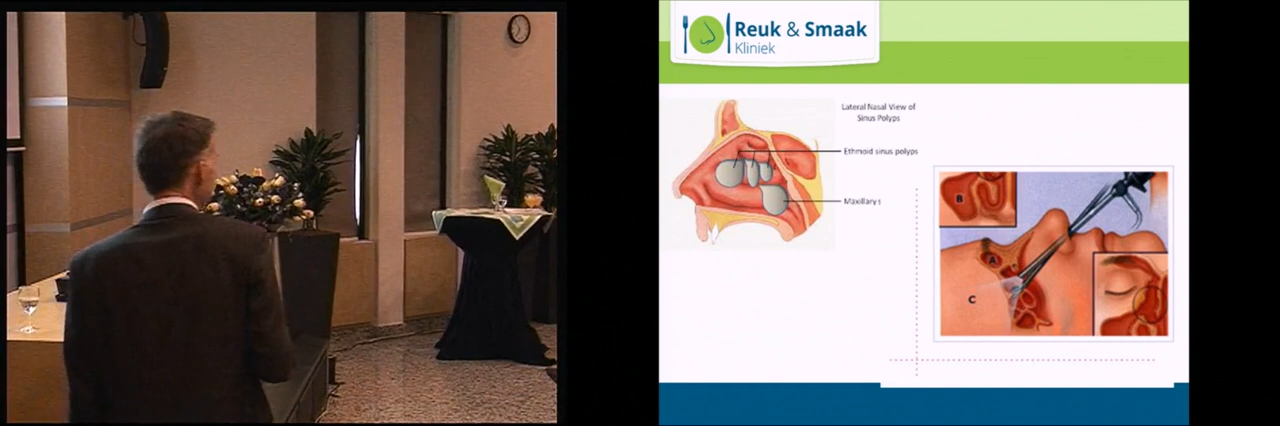 Reuk & Smaak
Kliniek
Lateral Nasal View of
Sinus Polyps
Ethmoid sinus polyps
Maxillary s
B
A
C